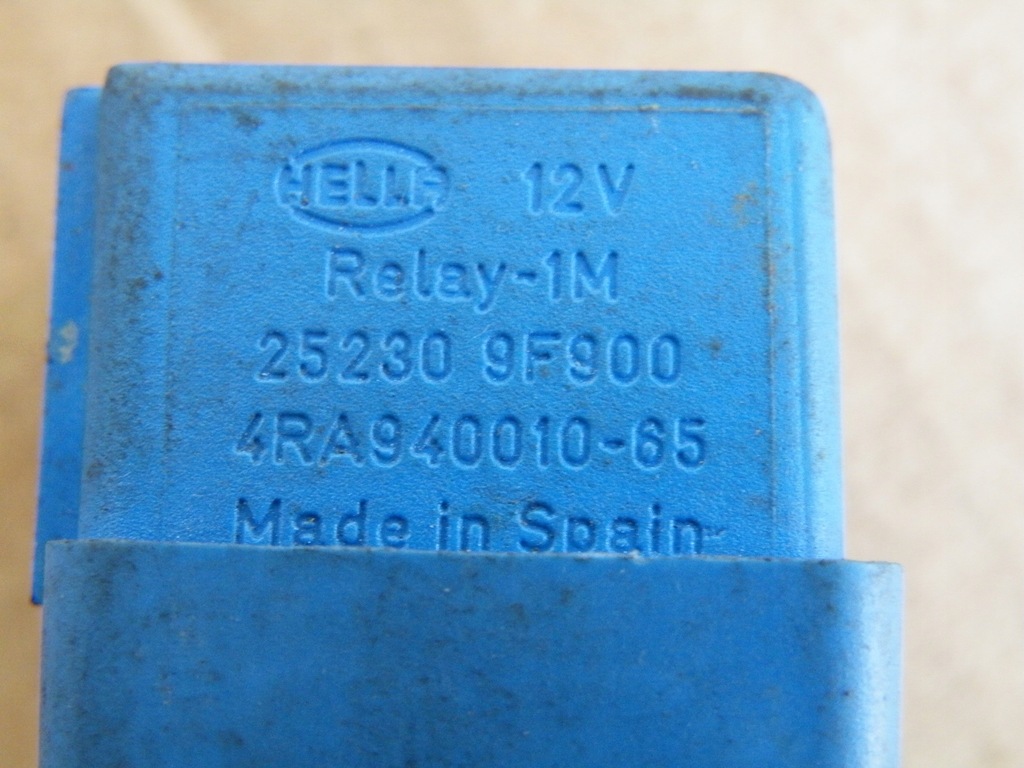 HELLA 12V
Relay-1M
25230 9F900
4RA940010-65
Made in Spain